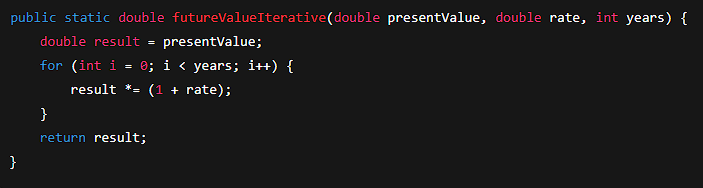 public static double futureValueIterative(double presentValue, double rate, int years) {
    double result = presentValue;
    for (int i = 0; i < years; i++) {
        result *= (1 + rate);
    }
    return result;
}